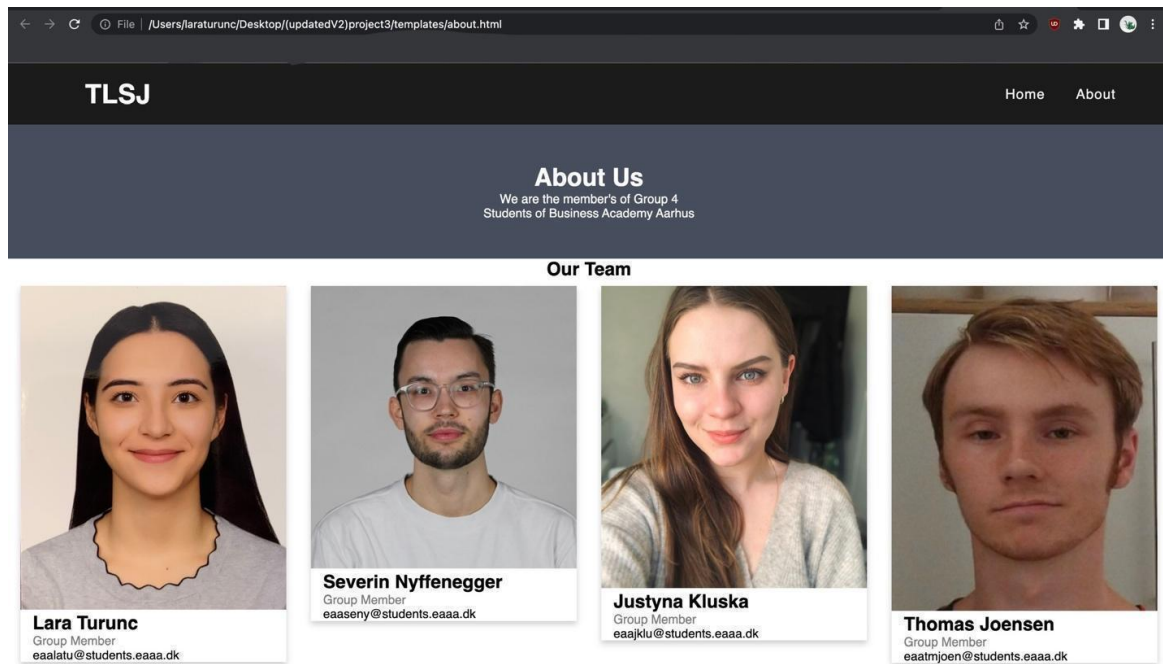 File | /Users/laraturunc/Desktop/(updatedV2)project3/templates/about.html
TLSJ
Home
About
About Us
We are the member's of Group 4
Students of Business Academy Aarhus
Our Team
Lara Turunc
Group Member
eaalatu@students.eaaa.dk
Severin Nyffenegger
Group Member
eaaseny@students.eaaa.dk
Justyna Kluska
Group Member
eaajklu@students.eaaa.dk
Thomas Joensen
Group Member
eaatmjoen@students.eaaa.dk